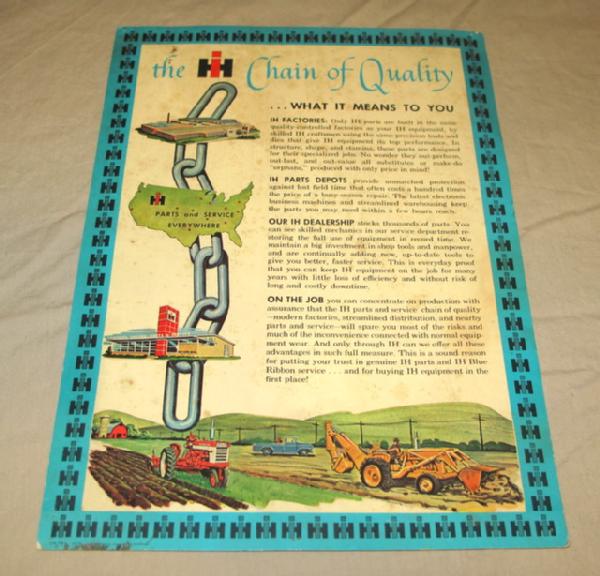 the IH Chain of Quality
... WHAT IT MEANS TO YOU
IH FACTORIES: Only IH parts are built in the same
quality-controlled factories as your IH equipment, by
skilled IH craftsmen using the same precision tools and
dies that give IH equipment its top performance. In
structure, shape, and stamina, these parts are designed
for their specialized jobs. No wonder they out-perform,
out-last, and out-value all substitutes or make-do
"orphans," produced with only price in mind!
IH PARTS DEPOTS provide unmatched protection
against lost field time that often costs a hundred times
the price of a busy-season repair. The latest electronic
business machines and streamlined warehousing keep
the parts you may need within a few hours reach.
OUR IH DEALERSHIP stocks thousands of parts. You
can see skilled mechanics in our service department re-
storing the full use of equipment in record time. We
maintain a big investment in shop tools and manpower,
and are continually adding new, up-to-date tools to
give you better, faster service. This is everyday proof
that you can keep IH equipment on the job for many
years with little loss of efficiency and without risk of
long and costly downtime.
ON THE JOB you can concentrate on production with
assurance that the IH parts and service chain of quality
—modern factories, streamlined distribution, and nearby
parts and service—will spare you most of the risks and
much of the inconvenience connected with normal equip-
ment wear. And only through IH can we offer all these
advantages in such full measure. This is a sound reason
for putting your trust in genuine IH parts and IH Blue
Ribbon service . . . and for buying IH equipment in the
first place!
IH
PARTS and SERVICE
EVERYWHERE